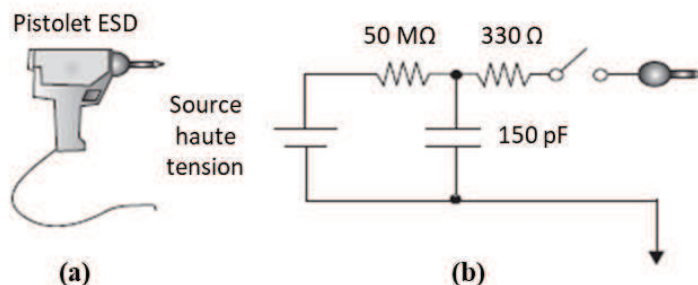 Pistolet ESD
50 MΩ
330 Ω
Source
haute
tension
150 pF
(a)
(b)